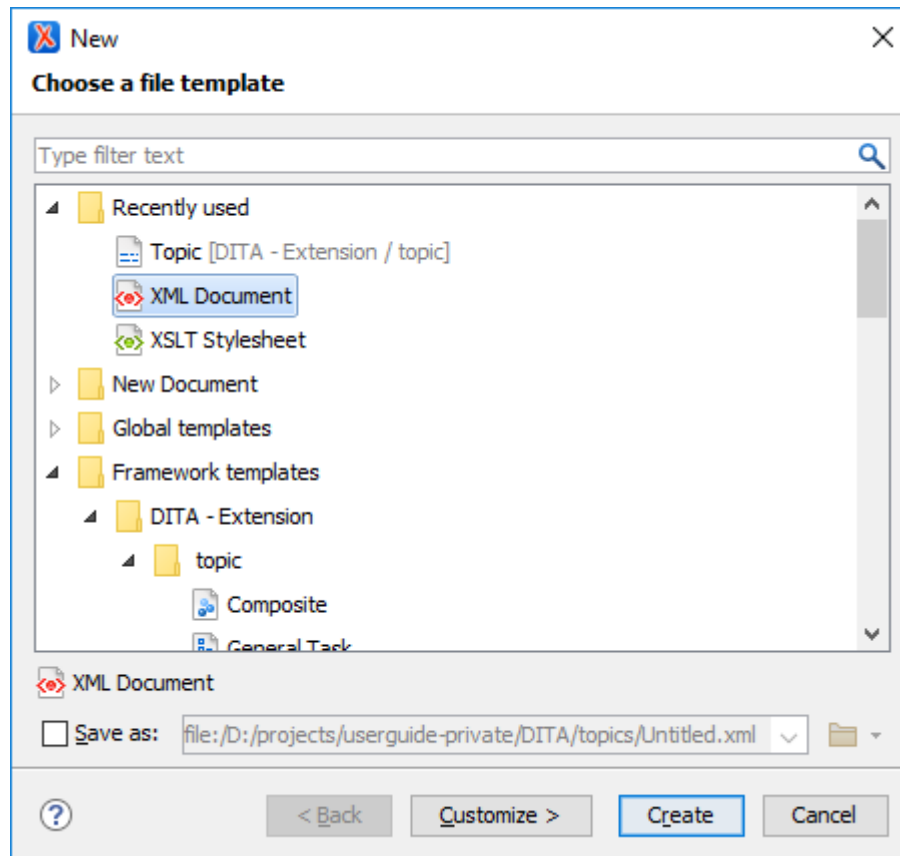 New
Choose a file template
Type filter text
Recently used
Topic [DITA - Extension / topic]
XML Document
XSLT Stylesheet
New Document
Global templates
Framework templates
DITA - Extension
topic
Composite
General Task
XML Document
Save as: file:/D:/projects/userguide-private/DITA/topics/Untitled.xml
? < Back Customize > Create Cancel